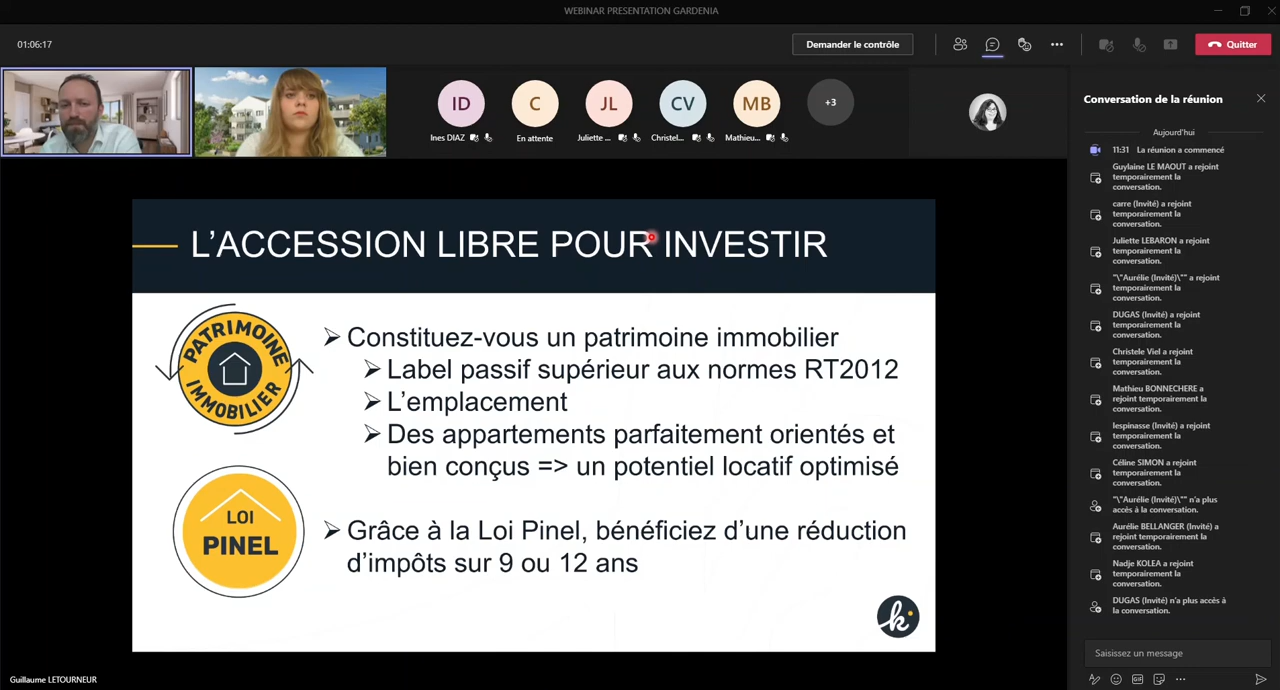 WEBINAR PRESENTATION GARDENIA
01:06:17
Demander le contrôle
Quitter
ID
C
JL
CV
MB
+3
Ines DIAZ
En attente
Juliette ...
Christel...
Mathieu...
Conversation de la réunion
Aujourd'hui
11:31 La réunion a commencé
Guylaine LE MAOUT a rejoint
temporairement la
conversation.
carre (Invité) a rejoint
temporairement la
conversation.
Juliette LEBARON a rejoint
temporairement la
conversation.
"\"Aurélie (Invité)\"" a rejoint
temporairement la
conversation.
DUGAS (Invité) a rejoint
temporairement la
conversation.
Christele Viel a rejoint
temporairement la
conversation.
Mathieu BONNECHERE a
rejoint temporairement la
conversation.
lespinasse (Invité) a rejoint
temporairement la
conversation.
Céline SIMON a rejoint
temporairement la
conversation.
"\"Aurélie (Invité)\"" n'a plus
accès à la conversation.
Aurélie BELLANGER (Invité) a
rejoint temporairement la
conversation.
Nadje KOLEA a rejoint
temporairement la
conversation.
DUGAS (Invité) n'a plus accès à
la conversation.
Saisissez un message
GIF
L'ACCESSION LIBRE POUR INVESTIR
PATRIMOINE
IMMOBILIER
Constituez-vous un patrimoine immobilier
Label passif supérieur aux normes RT2012
L'emplacement
Des appartements parfaitement orientés et
bien conçus => un potentiel locatif optimisé
LOI
PINEL
Grâce à la Loi Pinel, bénéficiez d'une réduction
d'impôts sur 9 ou 12 ans
k
Guillaume LETOURNEUR